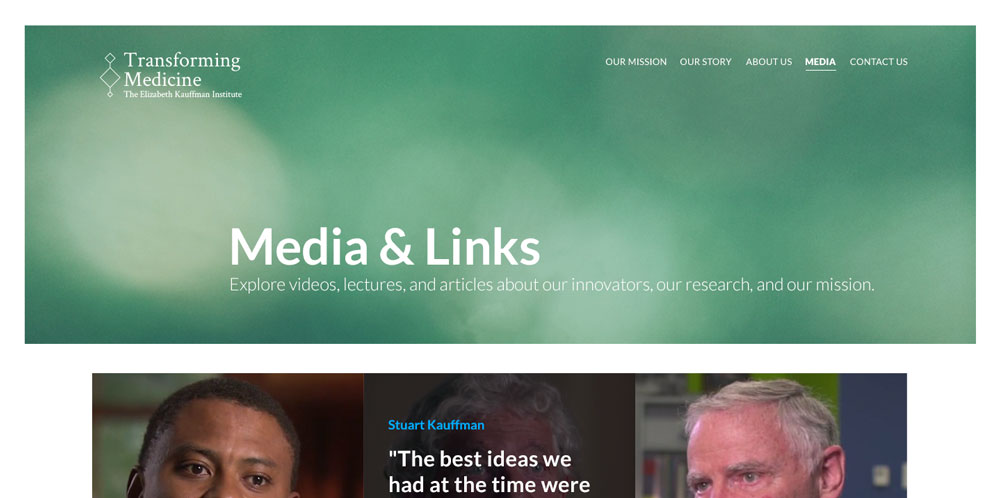 Transforming
Medicine
The Elizabeth Kauffman Institute
OUR MISSION OUR STORY ABOUT US MEDIA CONTACT US
Media & Links
Explore videos, lectures, and articles about our innovators, our research, and our mission.
Stuart Kauffman
"The best ideas we
had at the time were